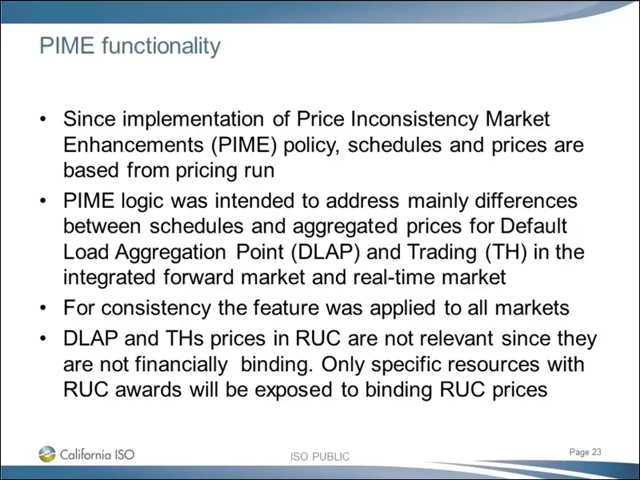 PIME functionality
• Since implementation of Price Inconsistency Market
Enhancements (PIME) policy, schedules and prices are
based from pricing run
• PIME logic was intended to address mainly differences
between schedules and aggregated prices for Default
Load Aggregation Point (DLAP) and Trading (TH) in the
integrated forward market and real-time market
• For consistency the feature was applied to all markets
• DLAP and THs prices in RUC are not relevant since they
are not financially binding. Only specific resources with
RUC awards will be exposed to binding RUC prices
California ISO
ISO PUBLIC
Page 23